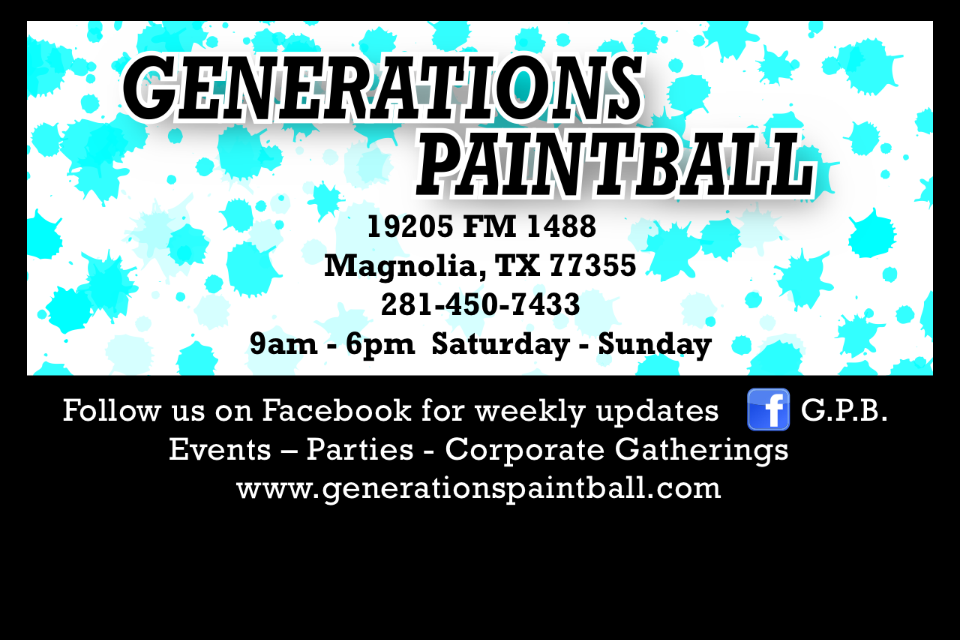 GENERATIONS
PAINTBALL
19205 FM 1488
Magnolia, TX 77355
281-450-7433
9am - 6pm  Saturday - Sunday
Follow us on Facebook for weekly updates f G.P.B.
Events – Parties - Corporate Gatherings
www.generationspaintball.com